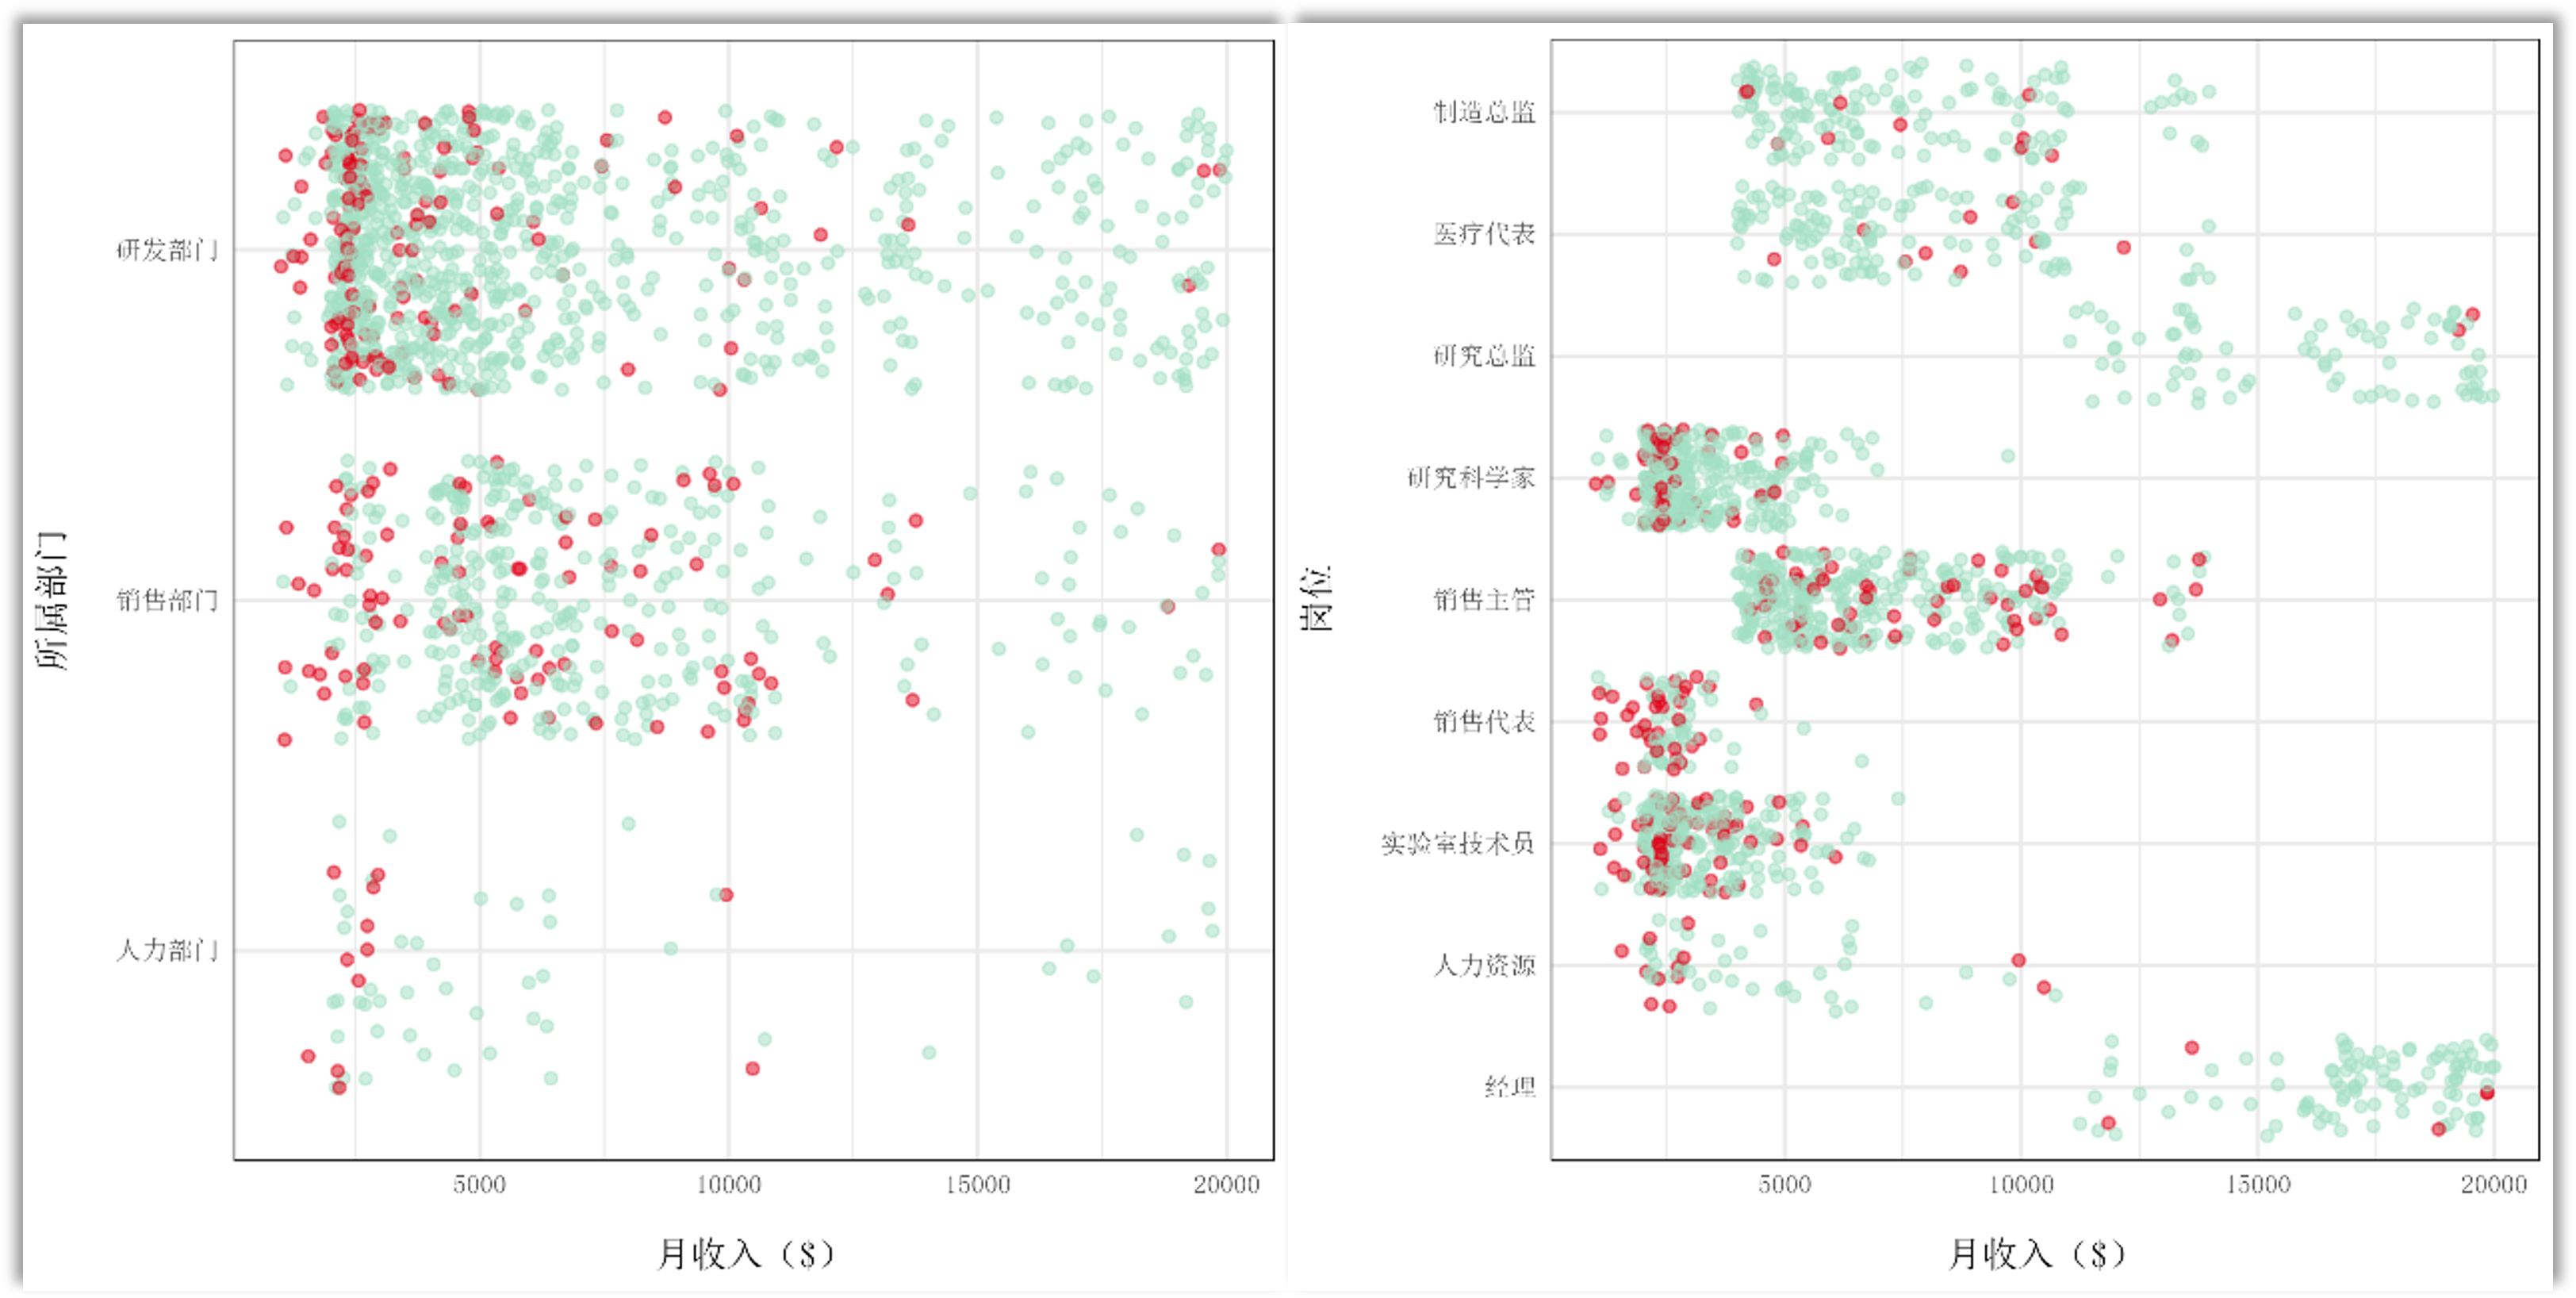 所属部门
研发部门
销售部门
人力部门
5000 10000 15000 20000
月收入（$）
岗位
制造总监
医疗代表
研究总监
研究科学家
销售主管
销售代表
实验室技术员
人力资源
经理
5000 10000 15000 20000
月收入（$）